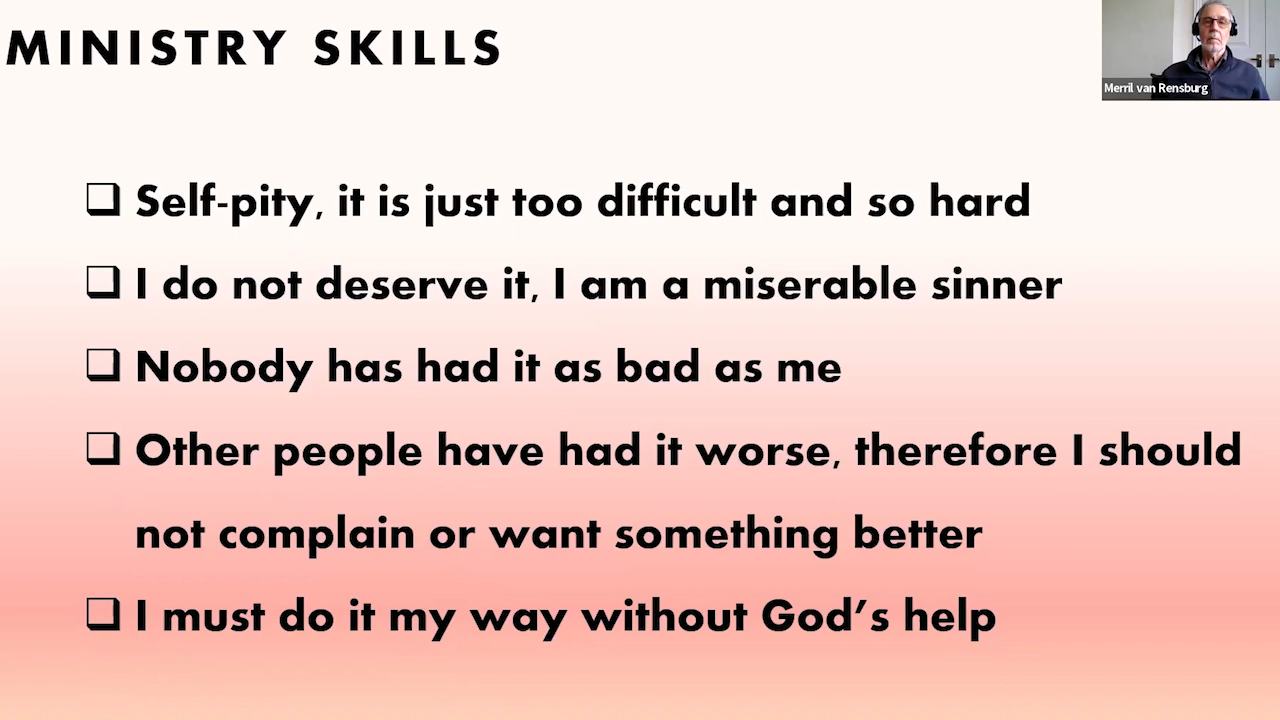 MINISTRY SKILLS
Merril van Rensburg
❑ Self-pity, it is just too difficult and so hard
❑ I do not deserve it, I am a miserable sinner
❑ Nobody has had it as bad as me
❑ Other people have had it worse, therefore I should
not complain or want something better
❑ I must do it my way without God’s help